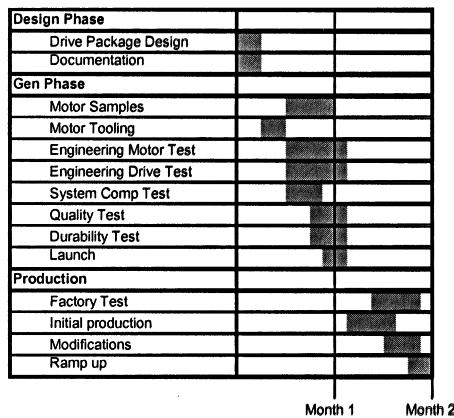 Design Phase
Drive Package Design
Documentation
Gen Phase
Motor Samples
Motor Tooling
Engineering Motor Test
Engineering Drive Test
System Comp Test
Quality Test
Durability Test
Launch
Production
Factory Test
Initial production
Modifications
Ramp up
Month 1 Month 2